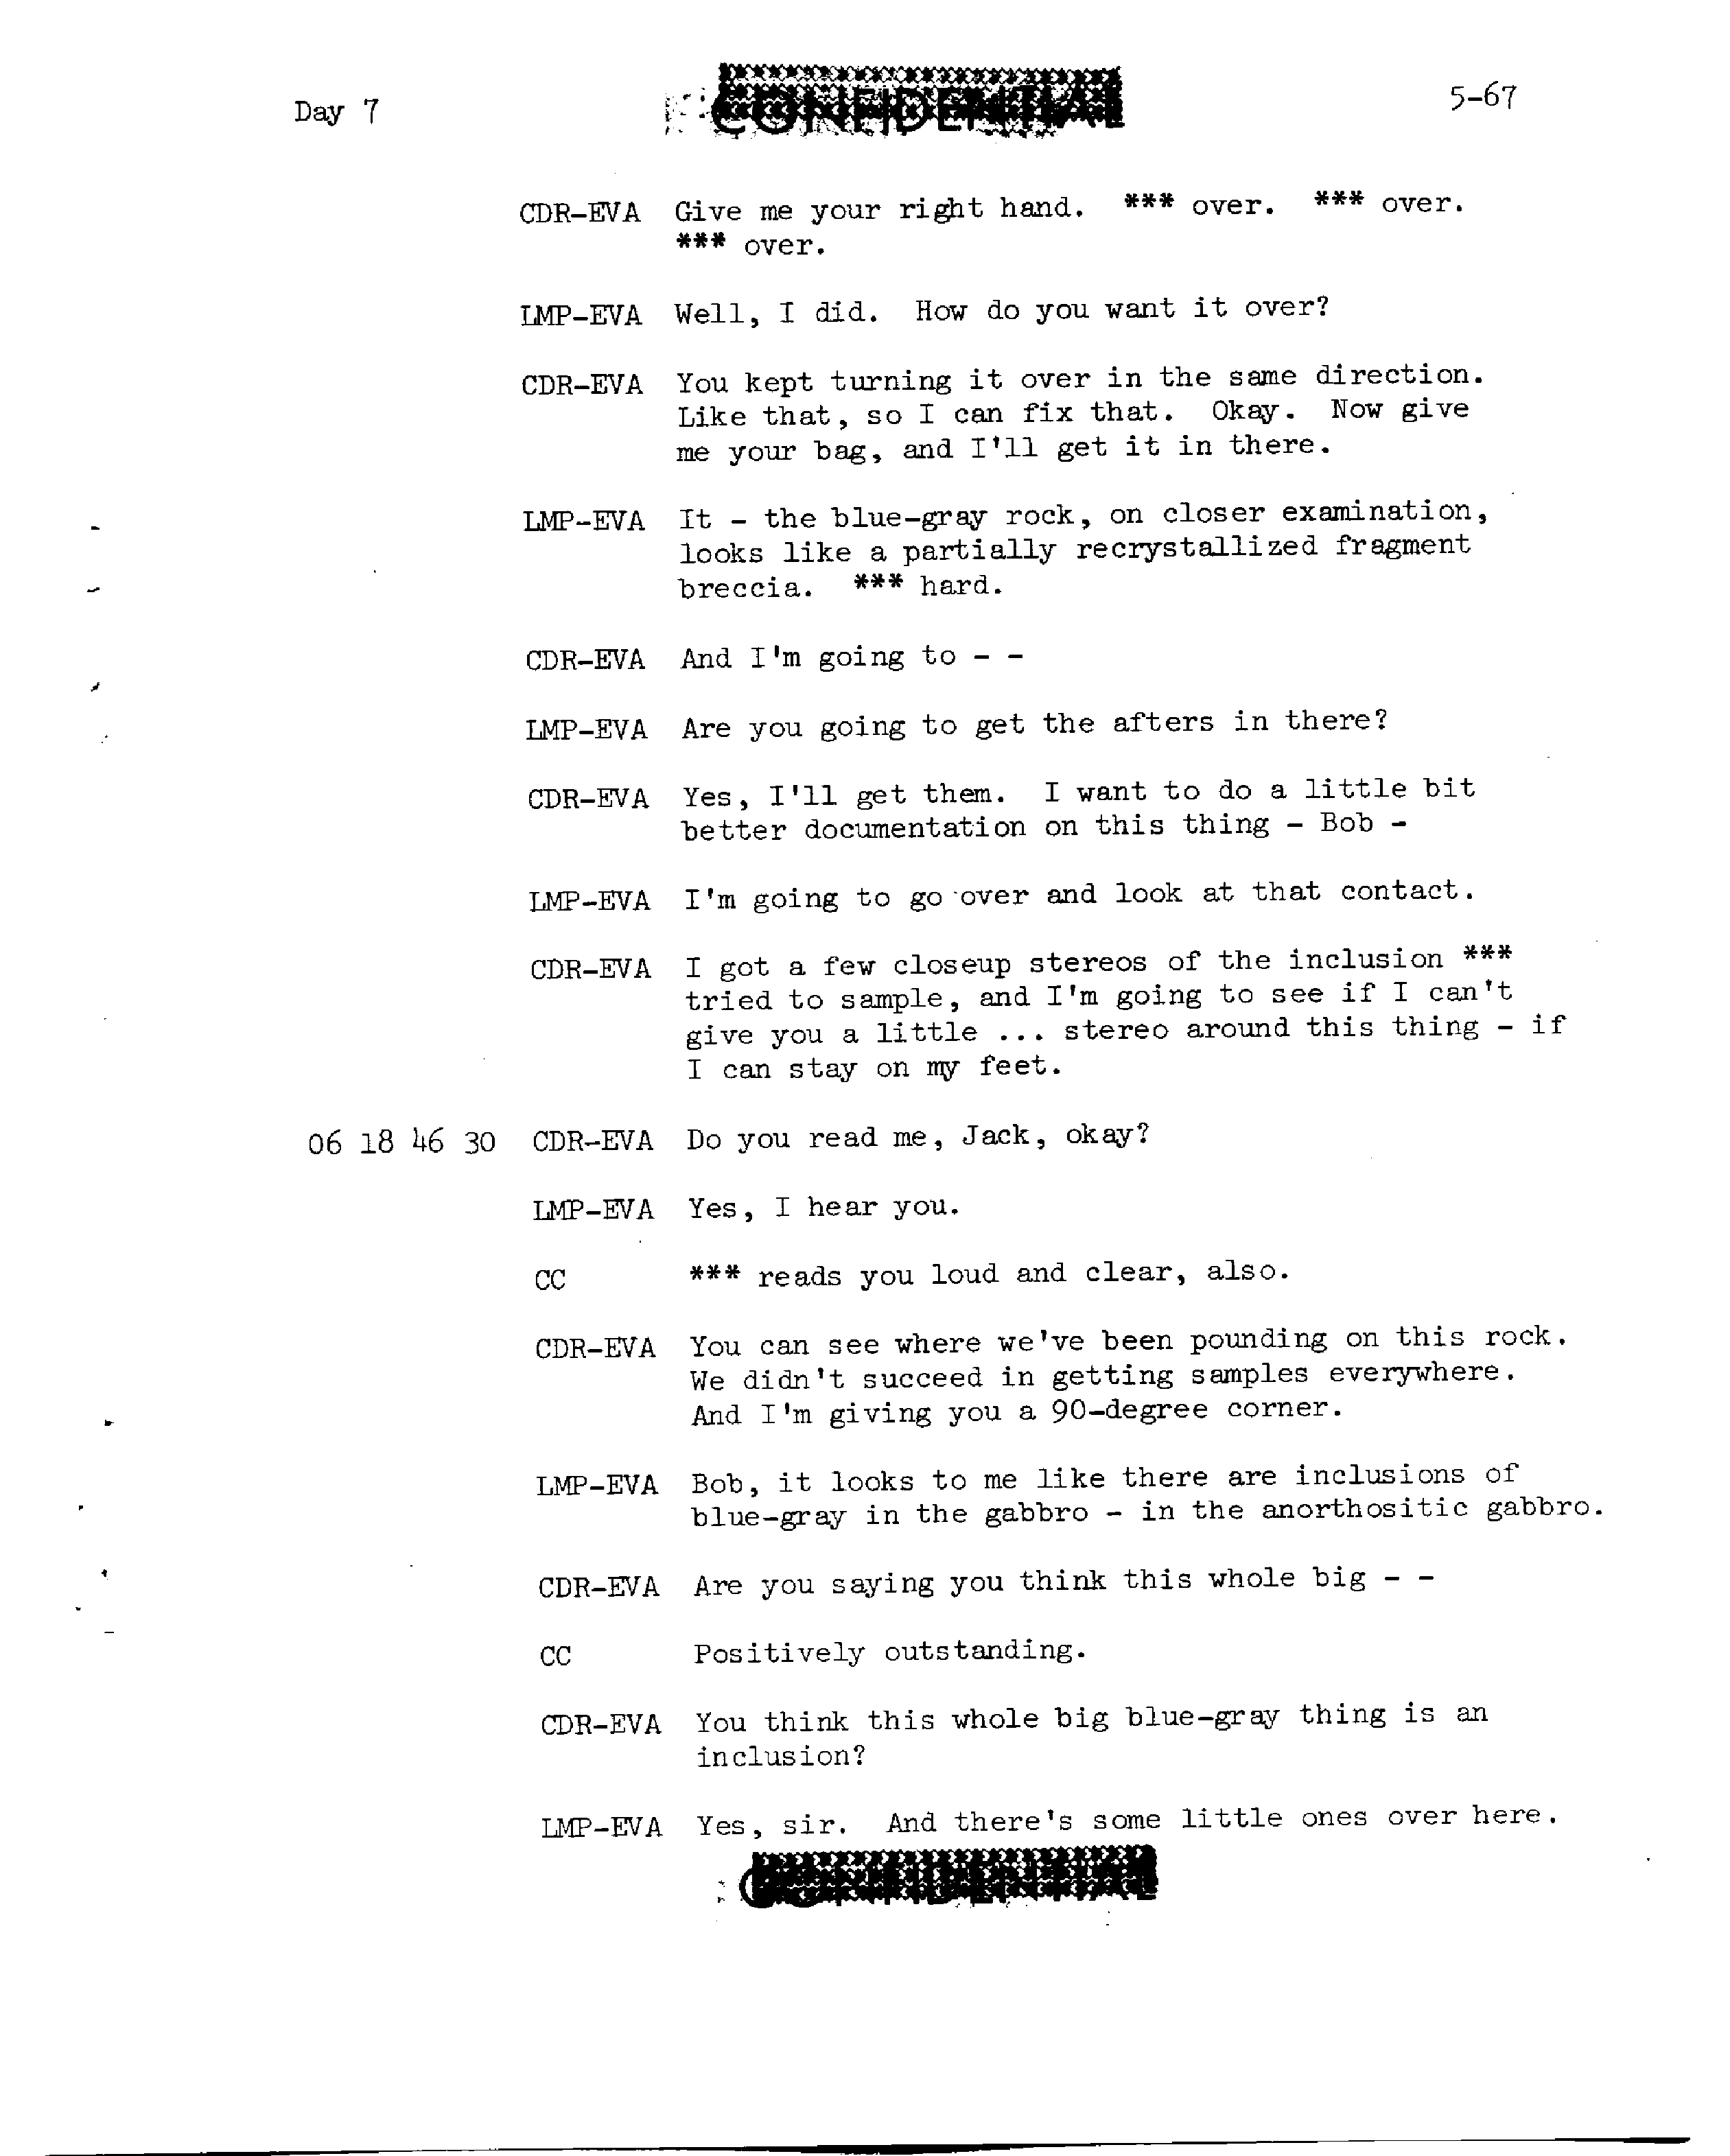 Day 7
CONFIDENTIAL
5-67
CDR-EVA Give me your right hand. *** over. *** over.
*** over.
LMP-EVA Well, I did. How do you want it over?
CDR-EVA You kept turning it over in the same direction.
Like that, so I can fix that. Okay. Now give
me your bag, and I'll get it in there.
LMP-EVA It - the blue-gray rock, on closer examination,
looks like a partially recrystallized fragment
breccia. *** hard.
CDR-EVA And I'm going to - -
LMP-EVA Are you going to get the afters in there?
CDR-EVA Yes, I'll get them. I want to do a little bit
better documentation on this thing - Bob -
LMP-EVA I'm going to go over and look at that contact.
CDR-EVA I got a few closeup stereos of the inclusion ***
tried to sample, and I'm going to see if I can't
give you a little ... stereo around this thing - if
I can stay on my feet.
06 18 46 30 CDR-EVA Do you read me, Jack, okay?
LMP-EVA Yes, I hear you.
CC *** reads you loud and clear, also.
CDR-EVA You can see where we've been pounding on this rock.
We didn't succeed in getting samples everywhere.
And I'm giving you a 90-degree corner.
LMP-EVA Bob, it looks to me like there are inclusions of
blue-gray in the gabbro - in the anorthositic gabbro.
CDR-EVA Are you saying you think this whole big - -
CC Positively outstanding.
CDR-EVA You think this whole big blue-gray thing is an
inclusion?
LMP-EVA Yes, sir. And there's some little ones over here.
CONFIDENTIAL